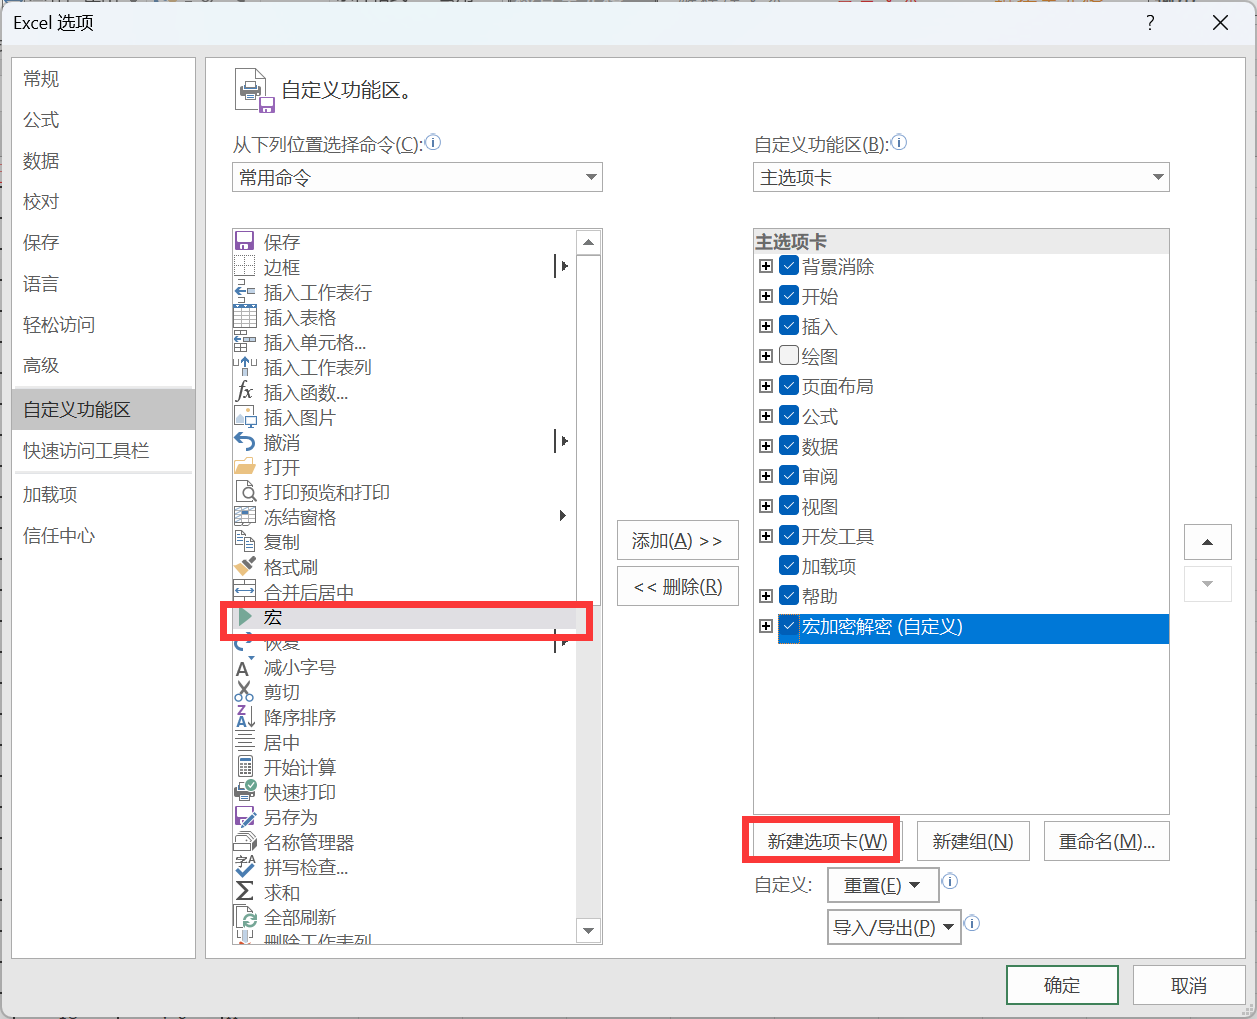 Excel 选项
?
常规
公式
数据
校对
保存
语言
轻松访问
高级
自定义功能区
快速访问工具栏
加载项
信任中心
自定义功能区。
从下列位置选择命令(C):
常用命令
保存
边框
插入工作表行
插入表格
插入单元格...
插入工作表列
fx 插入函数...
插入图片
撤消
打开
打印预览和打印
冻结窗格
复制
格式刷
合并后居中
宏
恢复
减小字号
剪切
降序排序
居中
开始计算
快速打印
另存为
名称管理器
拼写检查...
求和
全部刷新
删除工作表列
添加(A) >>
<< 删除(R)
自定义功能区(B):
主选项卡
主选项卡
背景消除
开始
插入
绘图
页面布局
公式
数据
审阅
视图
开发工具
加载项
帮助
宏加密解密 (自定义)
新建选项卡(W)
新建组(N)
重命名(M)...
自定义:
重置(E)
导入/导出(P)
确定
取消